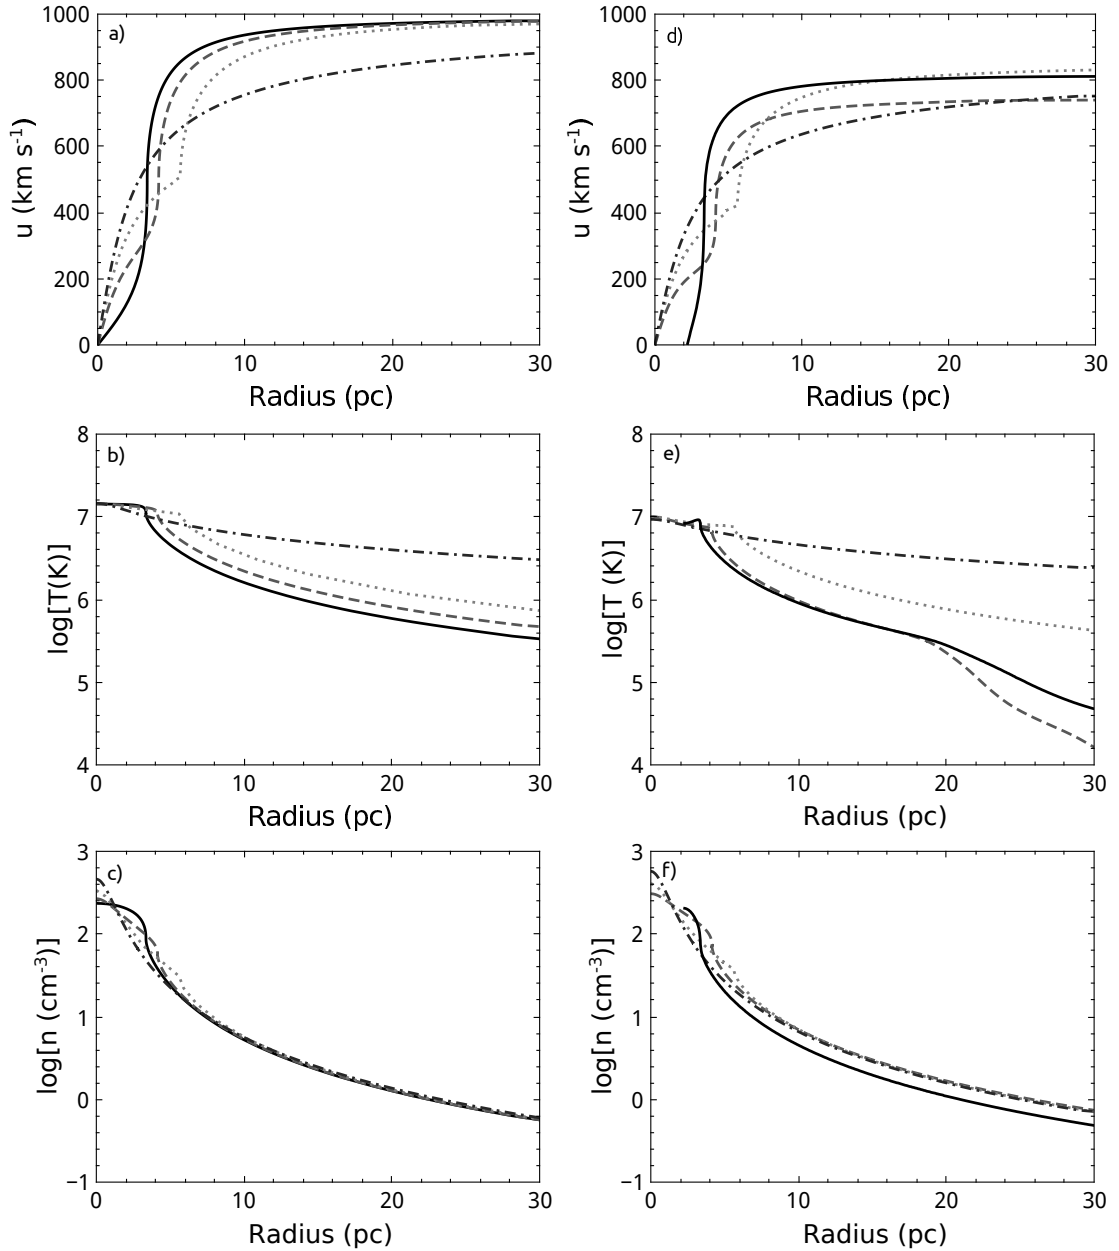 a)
1000
800
600
400
200
0
u (km s-1)
0 10 20 30
Radius (pc)
d)
1000
800
600
400
200
0
u (km s-1)
0 10 20 30
Radius (pc)
b)
8
7
6
5
4
log[T(K)]
0 10 20 30
Radius (pc)
e)
8
7
6
5
4
log[T (K)]
0 10 20 30
Radius (pc)
c)
3
2
1
0
−1
log[n (cm-3)]
0 10 20 30
Radius (pc)
f)
3
2
1
0
−1
log[n (cm-3)]
0 10 20 30
Radius (pc)